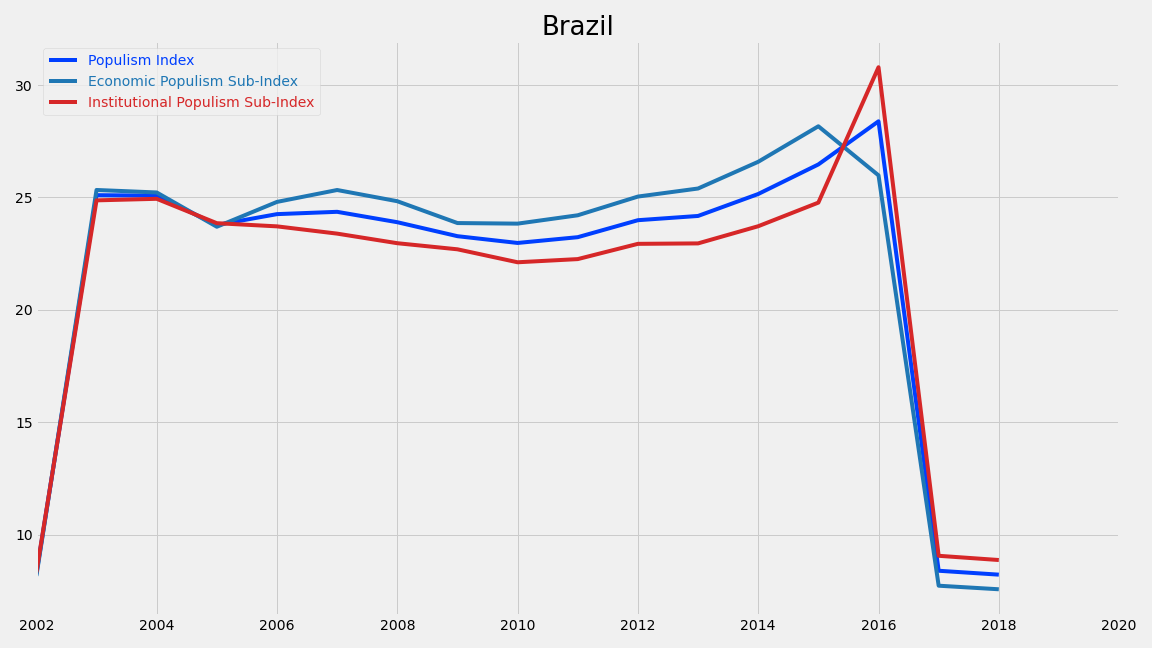 Brazil
Populism Index
Economic Populism Sub-Index
Institutional Populism Sub-Index
30
25
20
15
10
2002 2004 2006 2008 2010 2012 2014 2016 2018 2020